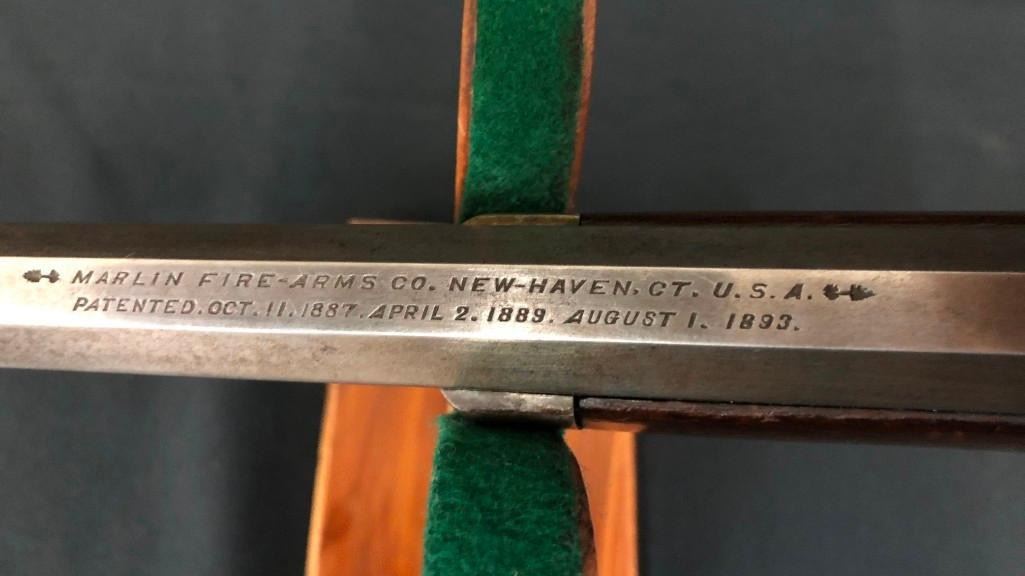 MARLIN FIRE-ARMS CO. NEW-HAVEN, CT. U.S.A.
PATENTED. OCT. 11. 1887. APRIL 2. 1889. AUGUST 1. 1893.